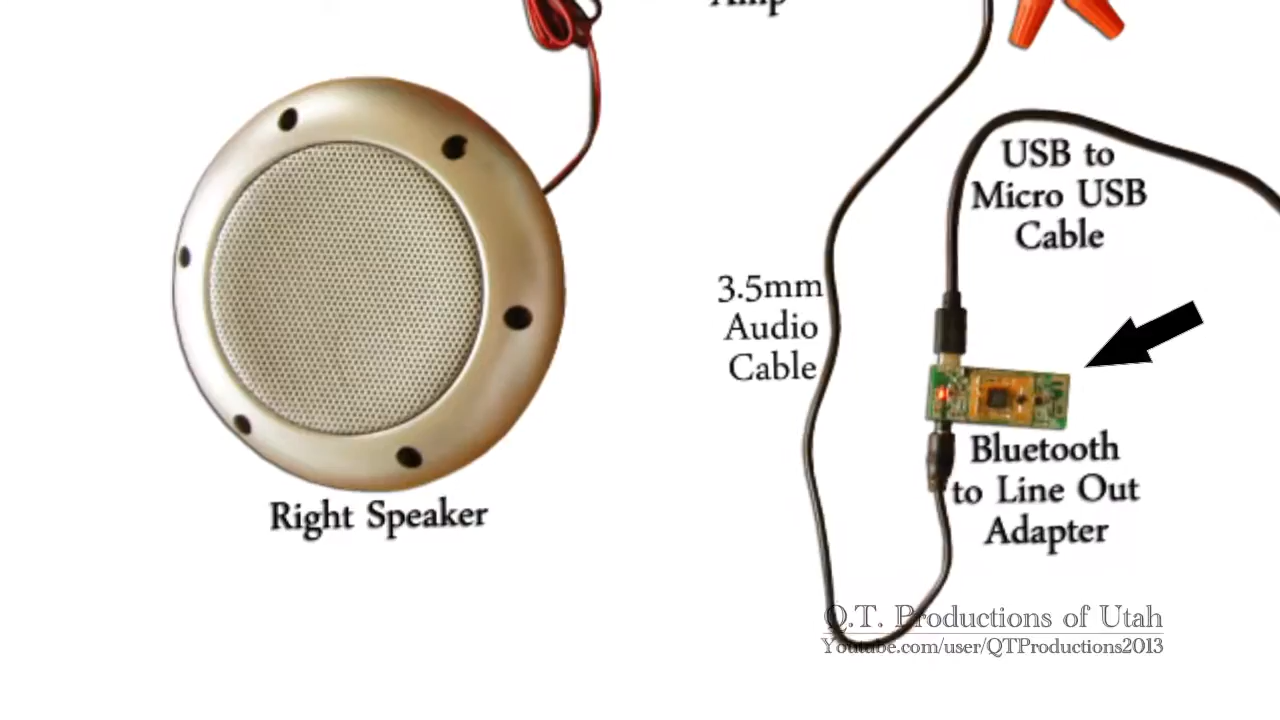 Amp
USB to
Micro USB
Cable
3.5mm
Audio
Cable
Bluetooth
to Line Out
Adapter
Right Speaker
Q.T. Productions of Utah
Youtube.com/user/QTProductions2013